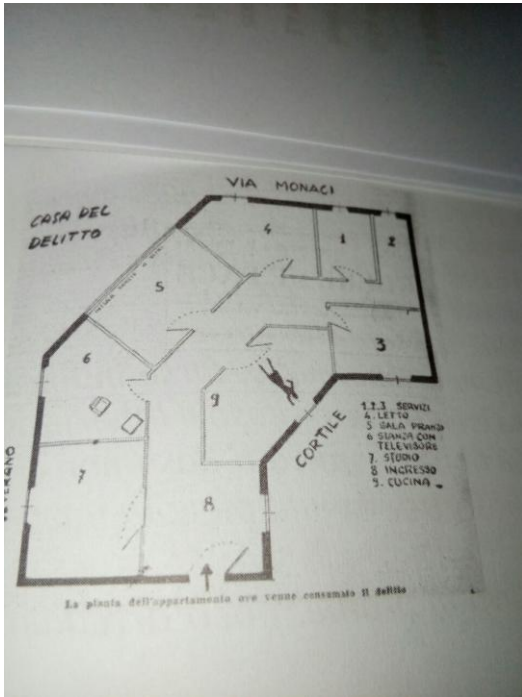 VIA MONACI
CASA DEL
DELITTO
4
1
2
5
3
6
9
7
8
CORTILE
1.2.3 SERVIZI
4. LETTO
5 SALA PRANZO
6 STANZA CON
TELEVISORE
7. STUDIO
8 INGRESSO
9. CUCINA
La pianta dell'appartamento ove venne consumato il delitto